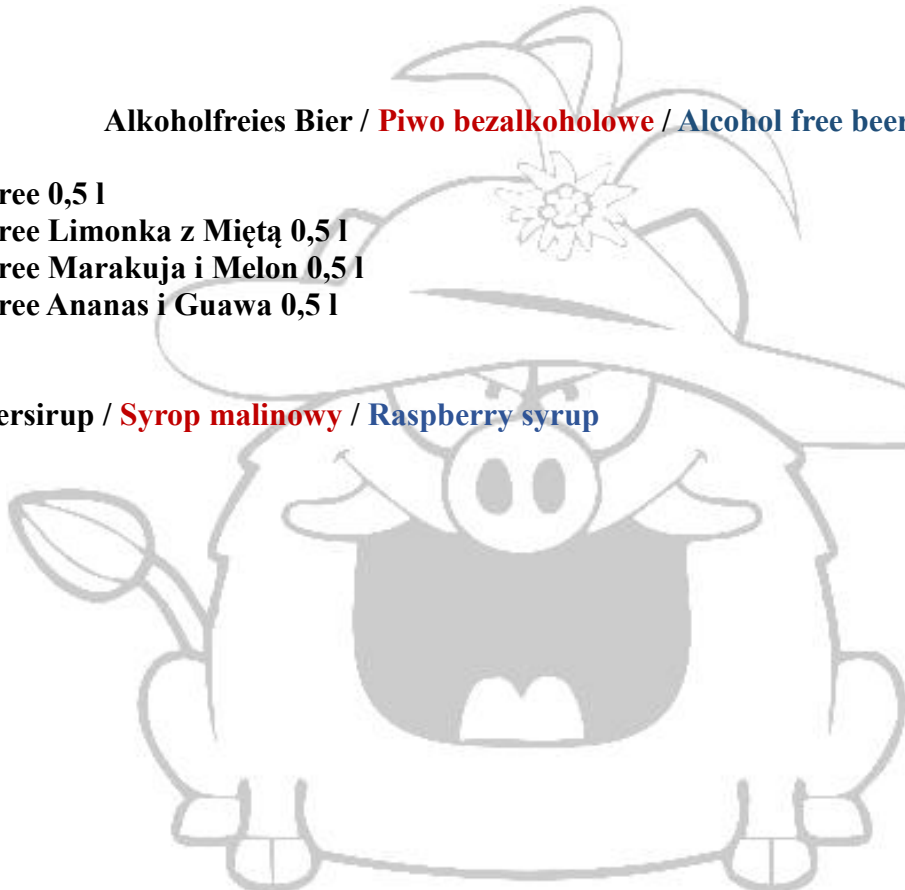 Alkoholfreies Bier / Piwo bezalkoholowe / Alcohol free beer
ree 0,5 l
ree Limonka z Miętą 0,5 l
ree Marakuja i Melon 0,5 l
ree Ananas i Guawa 0,5 l
ersirup / Syrop malinowy / Raspberry syrup